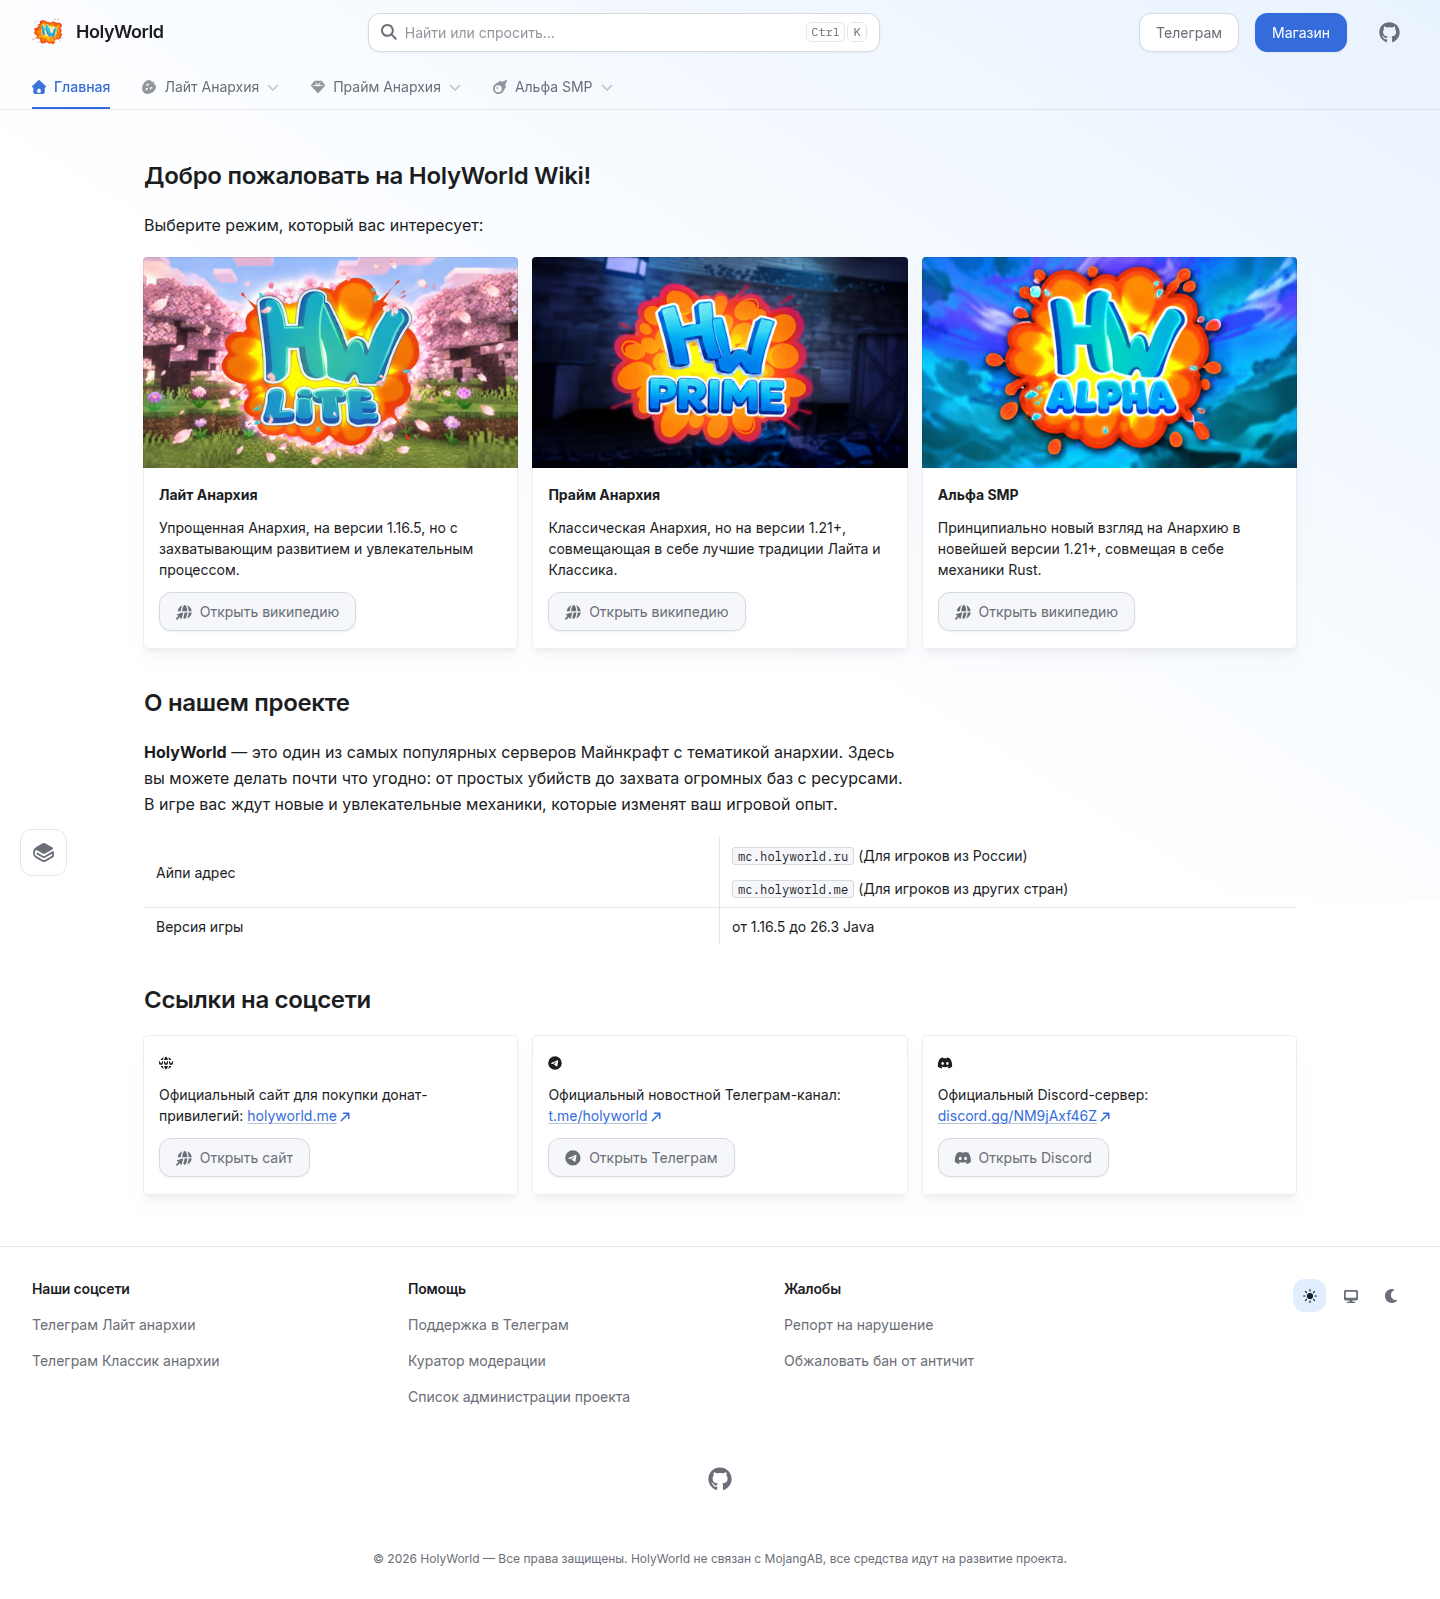 HolyWorld
Найти или спросить...
Ctrl K
Телеграм
Магазин
Главная
Лайт Анархия
Прайм Анархия
Альфа SMP
Добро пожаловать на HolyWorld Wiki!
Выберите режим, который вас интересует:
HW
LITE
HW
PRIME
HW
ALPHA
Лайт Анархия
Упрощенная Анархия, на версии 1.16.5, но с
захватывающим развитием и увлекательным
процессом.
Открыть википедию
Прайм Анархия
Классическая Анархия, но на версии 1.21+,
совмещающая в себе лучшие традиции Лайта и
Классика.
Открыть википедию
Альфа SMP
Принципиально новый взгляд на Анархию в
новейшей версии 1.21+, совмещая в себе
механики Rust.
Открыть википедию
О нашем проекте
HolyWorld — это один из самых популярных серверов Майнкрафт с тематикой анархии. Здесь
вы можете делать почти что угодно: от простых убийств до захвата огромных баз с ресурсами.
В игре вас ждут новые и увлекательные механики, которые изменят ваш игровой опыт.
Айпи адрес
mc.holyworld.ru (Для игроков из России)
mc.holyworld.me (Для игроков из других стран)
Версия игры
от 1.16.5 до 26.3 Java
Ссылки на соцсети
Официальный сайт для покупки донат-
привилегий: holyworld.me
Открыть сайт
Официальный новостной Телеграм-канал:
t.me/holyworld
Открыть Телеграм
Официальный Discord-сервер:
discord.gg/NM9jAxf46Z
Открыть Discord
Наши соцсети
Телеграм Лайт анархии
Телеграм Классик анархии
Помощь
Поддержка в Телеграм
Куратор модерации
Список администрации проекта
Жалобы
Репорт на нарушение
Обжаловать бан от античит
© 2026 HolyWorld — Все права защищены. HolyWorld не связан с MojangAB, все средства идут на развитие проекта.